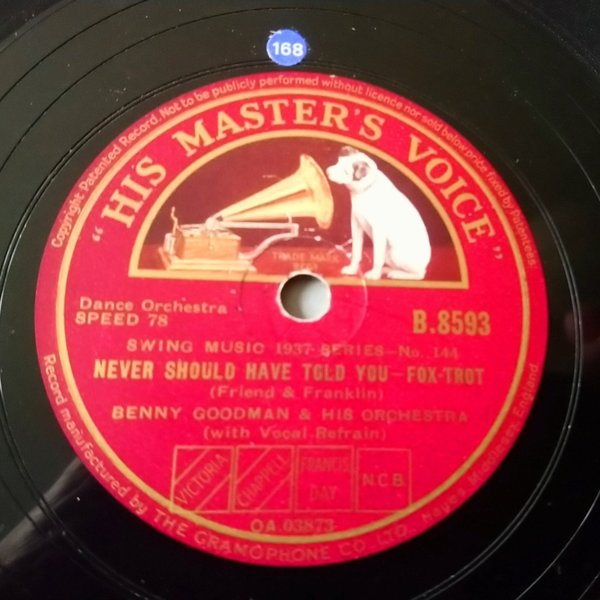 168
Copyright. Patented Record. Not to be publicly performed without licence nor sold below price fixed by Patentees.
"HIS MASTER'S VOICE"
TRADE MARK
Dance Orchestra
SPEED 78
B.8593
SWING MUSIC 1937 SERIES—No. 144
NEVER SHOULD HAVE TOLD YOU—FOX-TROT
(Friend & Franklin)
BENNY GOODMAN & HIS ORCHESTRA
(with Vocal Refrain)
VICTORIA
CHAPPELL
FRANCIS DAY
N.C.B.
OA 03873
Record manufactured by THE GRAMOPHONE CO. LTD. Hayes, Middlesex, England.